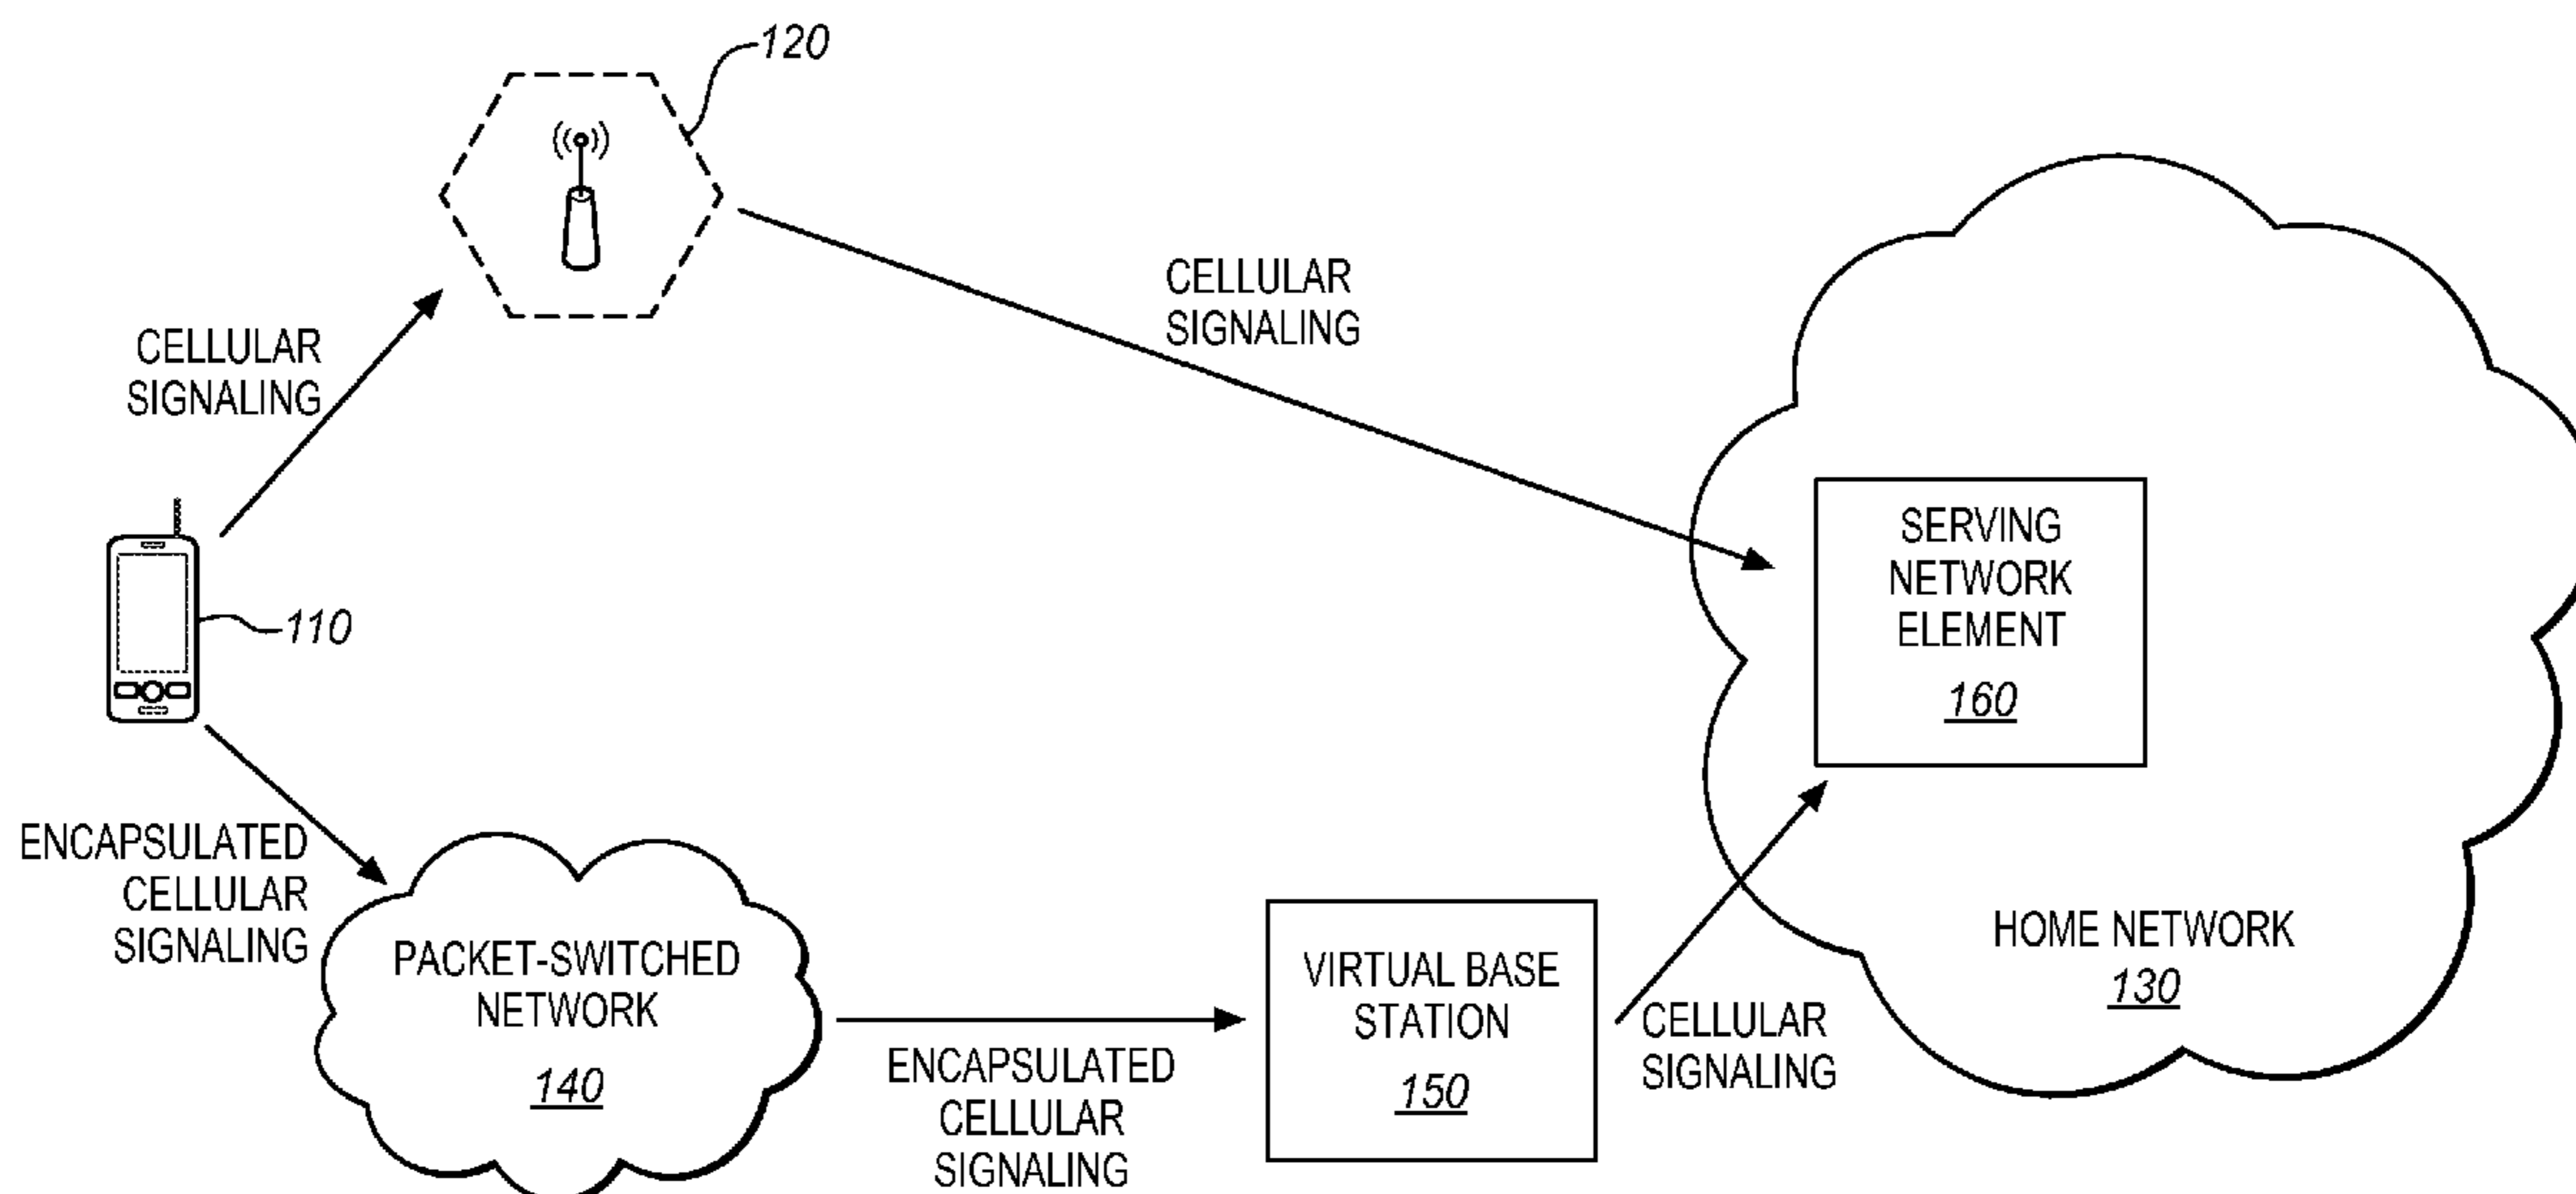 120
CELLULAR
SIGNALING
CELLULAR
SIGNALING
110
SERVING
NETWORK
ELEMENT
160
ENCAPSULATED
CELLULAR
SIGNALING
PACKET-SWITCHED
NETWORK
140
ENCAPSULATED
CELLULAR
SIGNALING
VIRTUAL BASE
STATION
150
CELLULAR
SIGNALING
HOME NETWORK
130